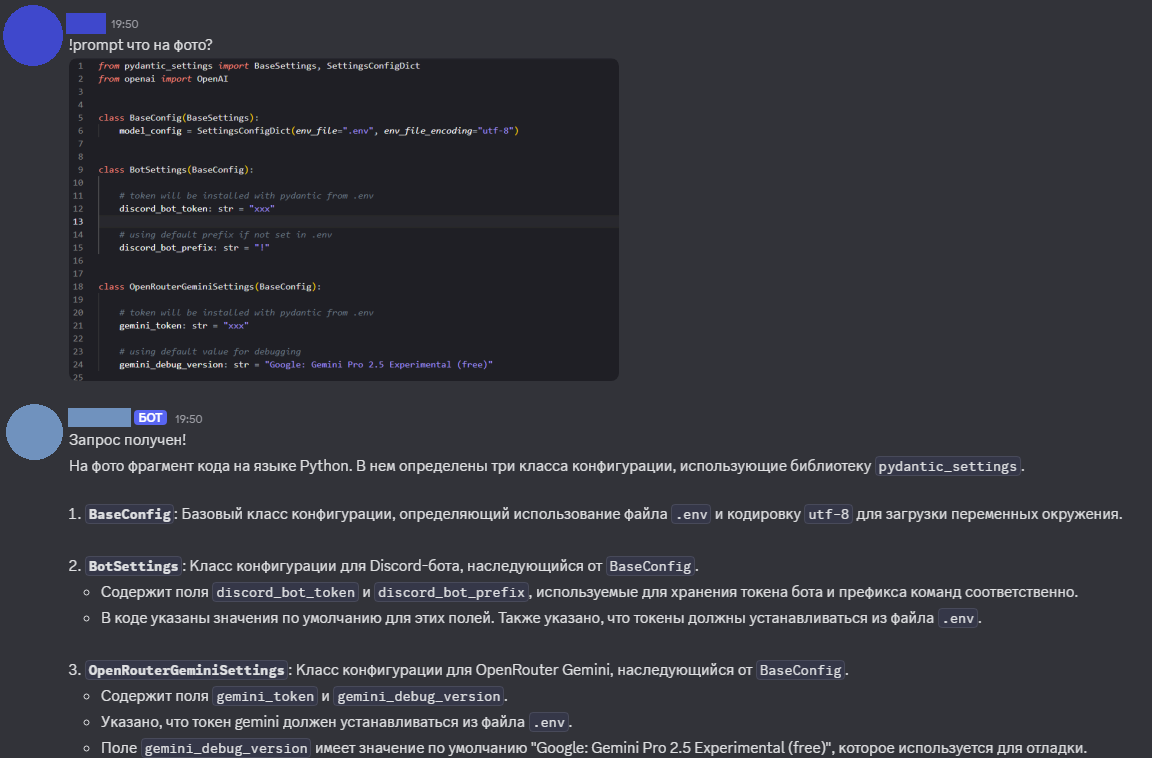 19:50
!prompt что на фото?
1 from pydantic_settings import BaseSettings, SettingsConfigDict
2 from openai import OpenAI
3
4
5 class BaseConfig(BaseSettings):
6 model_config = SettingsConfigDict(env_file=".env", env_file_encoding="utf-8")
7
8
9 class BotSettings(BaseConfig):
10
11 # token will be installed with pydantic from .env
12 discord_bot_token: str = "xxx"
13
14 # using default prefix if not set in .env
15 discord_bot_prefix: str = "!"
16
17
18 class OpenRouterGeminiSettings(BaseConfig):
19
20 # token will be installed with pydantic from .env
21 gemini_token: str = "xxx"
22
23 # using default value for debugging
24 gemini_debug_version: str = "Google: Gemini Pro 2.5 Experimental (free)"
25
БОТ 19:50
Запрос получен!
На фото фрагмент кода на языке Python. В нем определены три класса конфигурации, использующие библиотеку pydantic_settings.
1. BaseConfig: Базовый класс конфигурации, определяющий использование файла .env и кодировку utf-8 для загрузки переменных окружения.
2. BotSettings: Класс конфигурации для Discord-бота, наследующийся от BaseConfig.
Содержит поля discord_bot_token и discord_bot_prefix, используемые для хранения токена бота и префикса команд соответственно.
В коде указаны значения по умолчанию для этих полей. Также указано, что токены должны устанавливаться из файла .env.
3. OpenRouterGeminiSettings: Класс конфигурации для OpenRouter Gemini, наследующийся от BaseConfig.
Содержит поля gemini_token и gemini_debug_version.
Указано, что токен gemini должен устанавливаться из файла .env.
Поле gemini_debug_version имеет значение по умолчанию "Google: Gemini Pro 2.5 Experimental (free)", которое используется для отладки.